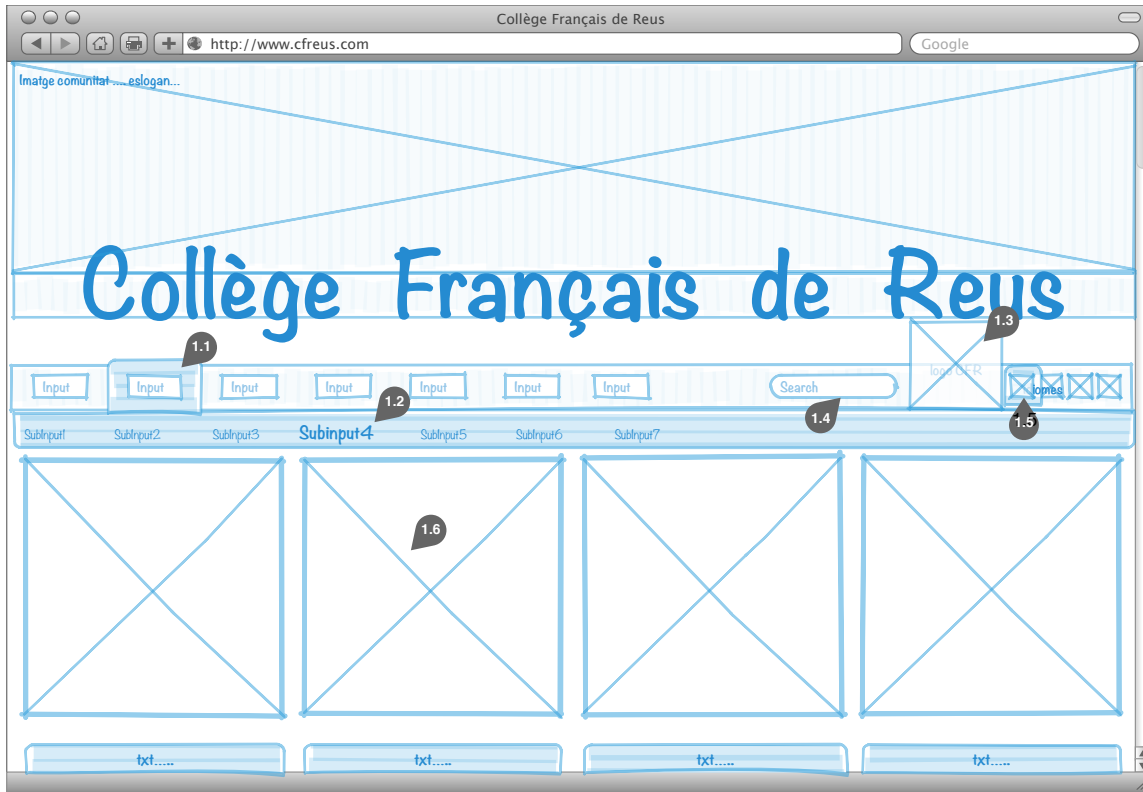 Collège Français de Reus
http://www.cfreus.com
Google
Imatge comunitat .... eslogan...
Collège Français de Reus
1.1
1.3
Input Input Input Input Input Input Input Search logo CFR iomes
1.2
1.4
1.5
SubInput1 SubInput2 SubInput3 Subinput4 SubInput5 SubInput6 SubInput7
1.6
txt..... txt..... txt..... txt.....